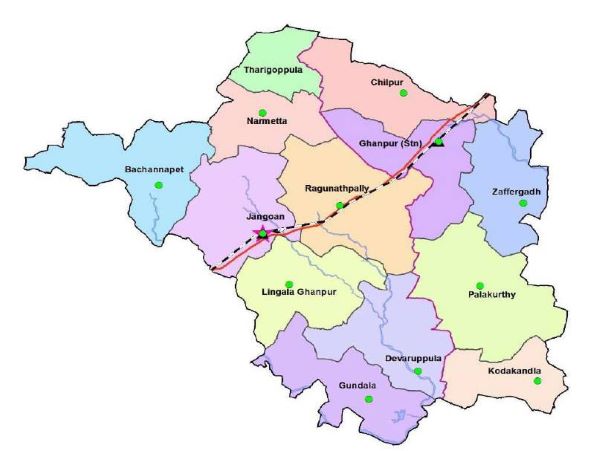 Tharigoppula
Chilpur
Narmetta
Ghanpur (Stn)
Bachannapet
Ragunathpally
Zaffergadh
Jangoan
Lingala Ghanpur
Palakurthy
Devaruppula
Kodakandla
Gundala